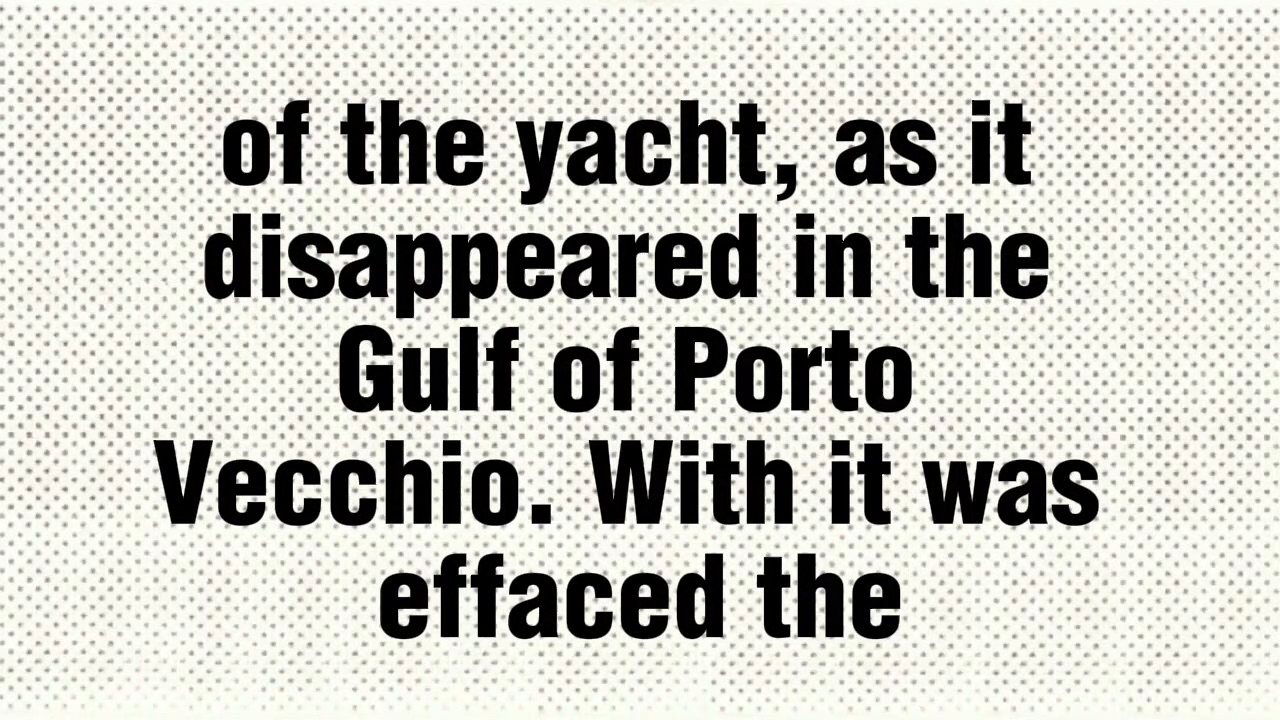 of the yacht, as it
disappeared in the
Gulf of Porto
Vecchio. With it was
effaced the